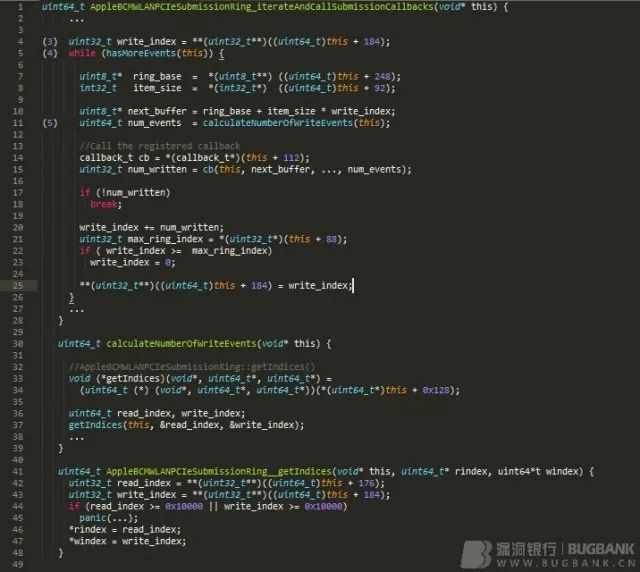 1 uint64_t AppleBCMWLANPCIeSubmissionRing_iterateAndCallSubmissionCallbacks(void* this) {
2 ...
3
4 (3) uint32_t write_index = **(uint32_t**)((uint64_t)this + 184);
5 (4) while (hasMoreEvents(this)) {
6
7 uint8_t* ring_base = *(uint8_t**) ((uint64_t)this + 248);
8 int32_t item_size = *(int32_t*) ((uint64_t)this + 92);
9
10 uint8_t* next_buffer = ring_base + item_size * write_index;
11 (5) uint64_t num_events = calculateNumberOfWriteEvents(this);
12
13 //Call the registered callback
14 callback_t cb = *(callback_t*)(this + 112);
15 uint32_t num_written = cb(this, next_buffer, ..., num_events);
16
17 if (!num_written)
18 break;
19
20 write_index += num_written;
21 uint32_t max_ring_index = *(uint32_t*)(this + 88);
22 if ( write_index >= max_ring_index)
23 write_index = 0;
24
25 **(uint32_t**)((uint64_t)this + 184) = write_index;
26 }
27 ...
28 }
29
30 uint64_t calculateNumberOfWriteEvents(void* this) {
31
32 //AppleBCMWLANPCIeSubmissionRing::getIndices()
33 void (*getIndices)(void*, uint64_t*, uint64_t*) =
34 (uint64_t (*) (void*, uint64_t*, uint64_t*))(*(uint64_t*)this + 0x128);
35
36 uint64_t read_index, write_index;
37 getIndices(this, &read_index, &write_index);
38 ...
39 }
40
41 uint64_t AppleBCMWLANPCIeSubmissionRing__getIndices(void* this, uint64_t* rindex, uint64*t windex) {
42 uint32_t read_index = **(uint32_t**)((uint64_t)this + 176);
43 uint32_t write_index = **(uint32_t**)((uint64_t)this + 184);
44 if (read_index >= 0x10000 || write_index >= 0x10000)
45 panic(...);
46 *rindex = read_index;
47 *windex = write_index;
48 }
49
漏洞银行 | BUGBANK
WWW.BUGBANK.CN